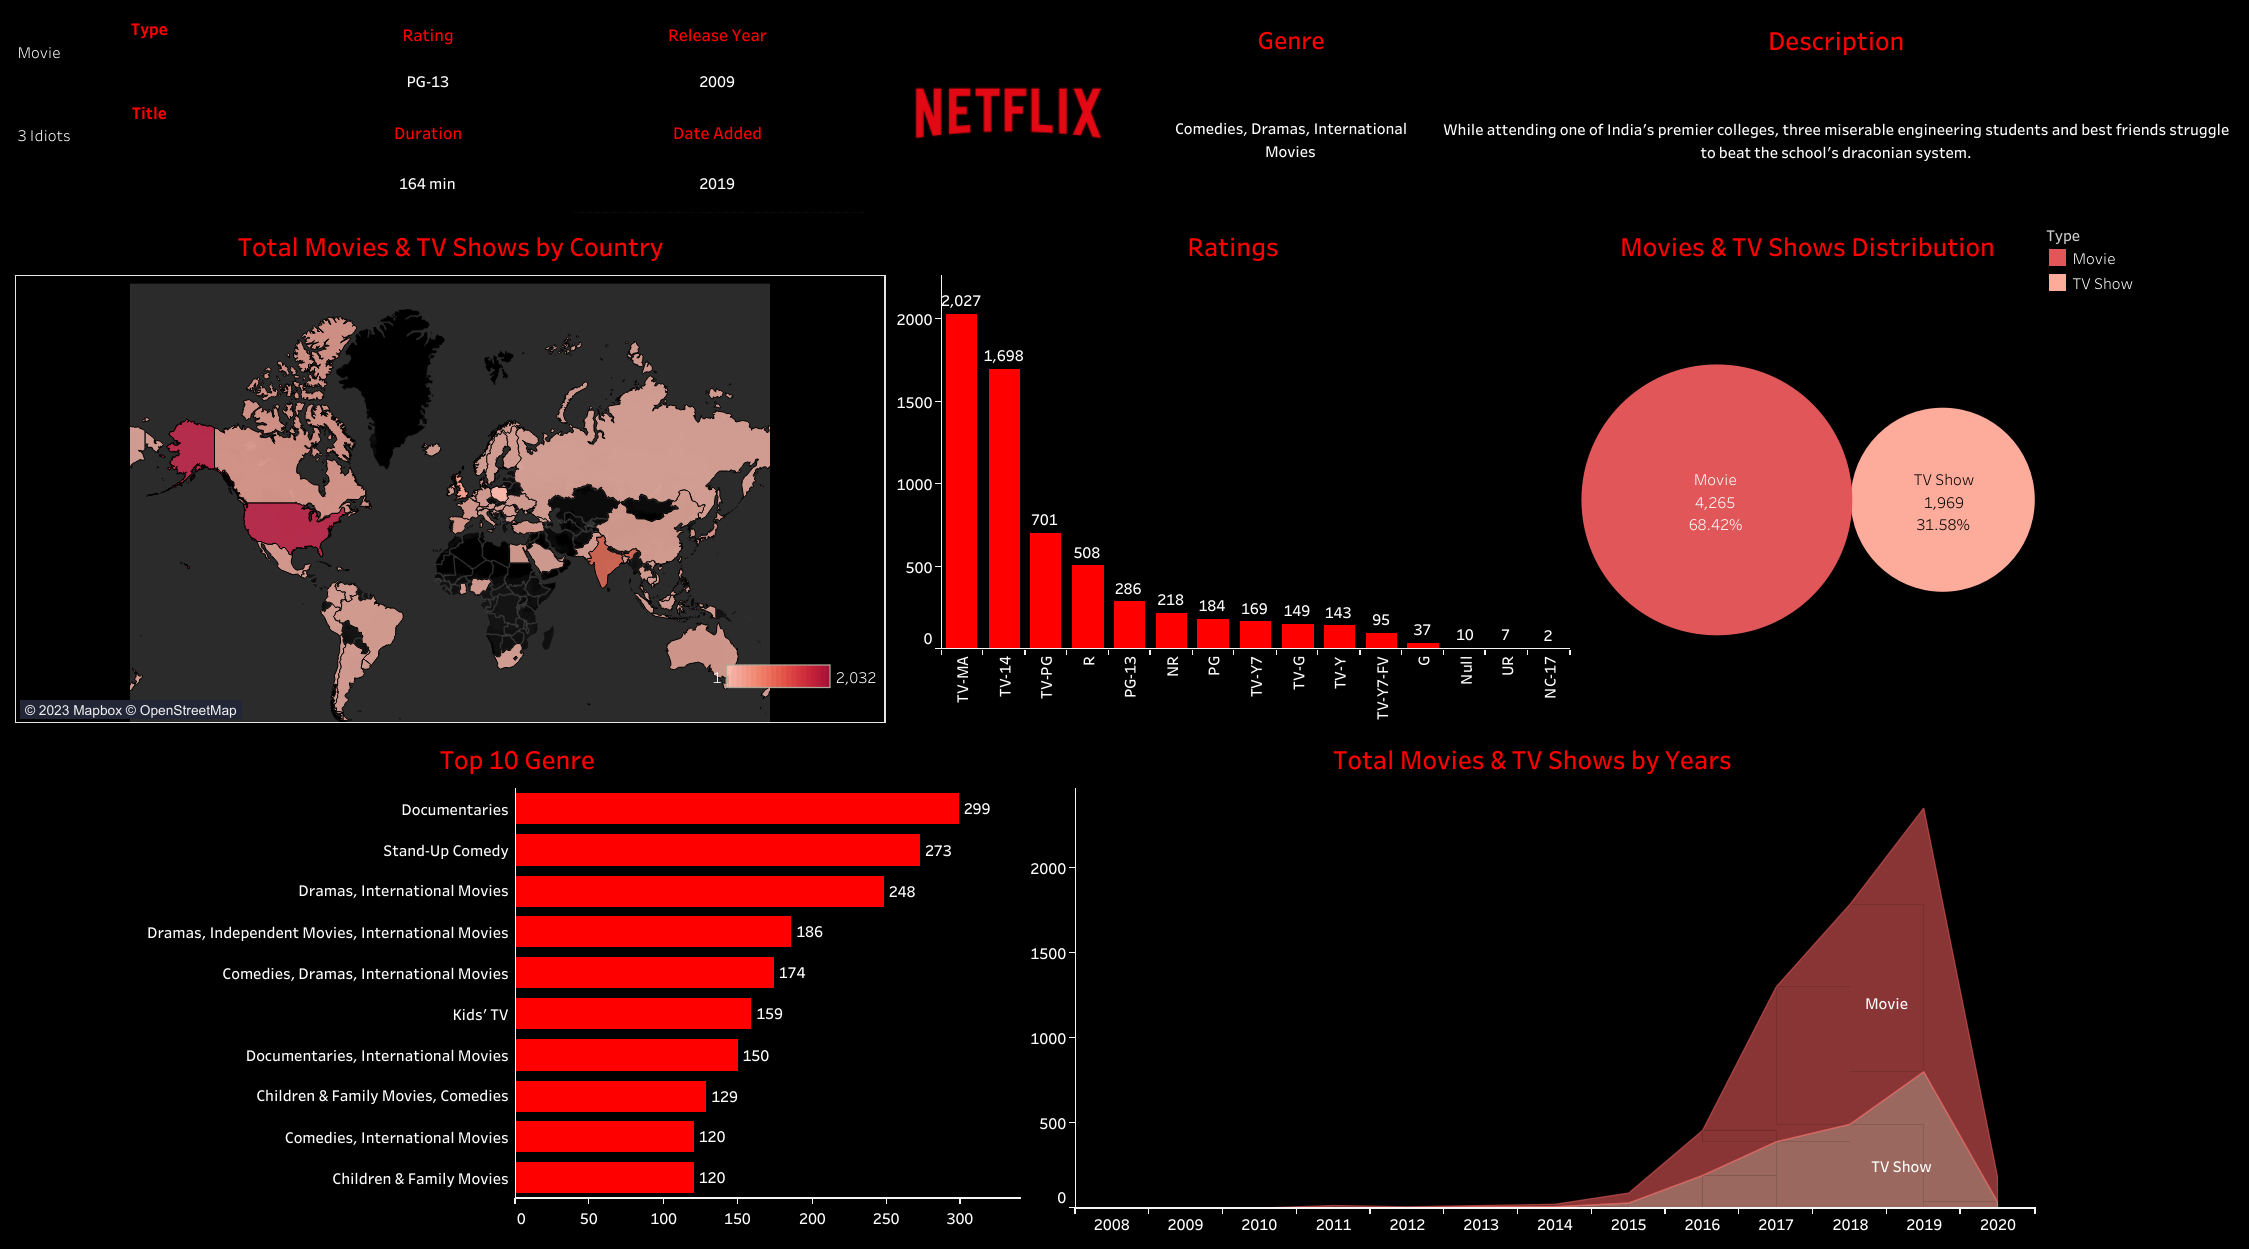 Type
Movie
Title
3 Idiots
Rating
PG-13
Duration
164 min
Release Year
2009
Date Added
2019
NETFLIX
Genre
Comedies, Dramas, International
Movies
Description
While attending one of India’s premier colleges, three miserable engineering students and best friends struggle
to beat the school’s draconian system.
Total Movies & TV Shows by Country
1
2,032
© 2023 Mapbox © OpenStreetMap
Ratings
2000
1500
1000
500
0
2,027
1,698
701
508
286
218
184
169
149
143
95
37
10
7
2
TV-MA
TV-14
TV-PG
R
PG-13
NR
PG
TV-Y7
TV-G
TV-Y
TV-Y7-FV
G
Null
UR
NC-17
Movies & TV Shows Distribution
Type
Movie
TV Show
Movie
4,265
68.42%
TV Show
1,969
31.58%
Top 10 Genre
Documentaries 299
Stand-Up Comedy 273
Dramas, International Movies 248
Dramas, Independent Movies, International Movies 186
Comedies, Dramas, International Movies 174
Kids’ TV 159
Documentaries, International Movies 150
Children & Family Movies, Comedies 129
Comedies, International Movies 120
Children & Family Movies 120
0 50 100 150 200 250 300
Total Movies & TV Shows by Years
2000
1500
1000
500
0
Movie
TV Show
2008 2009 2010 2011 2012 2013 2014 2015 2016 2017 2018 2019 2020